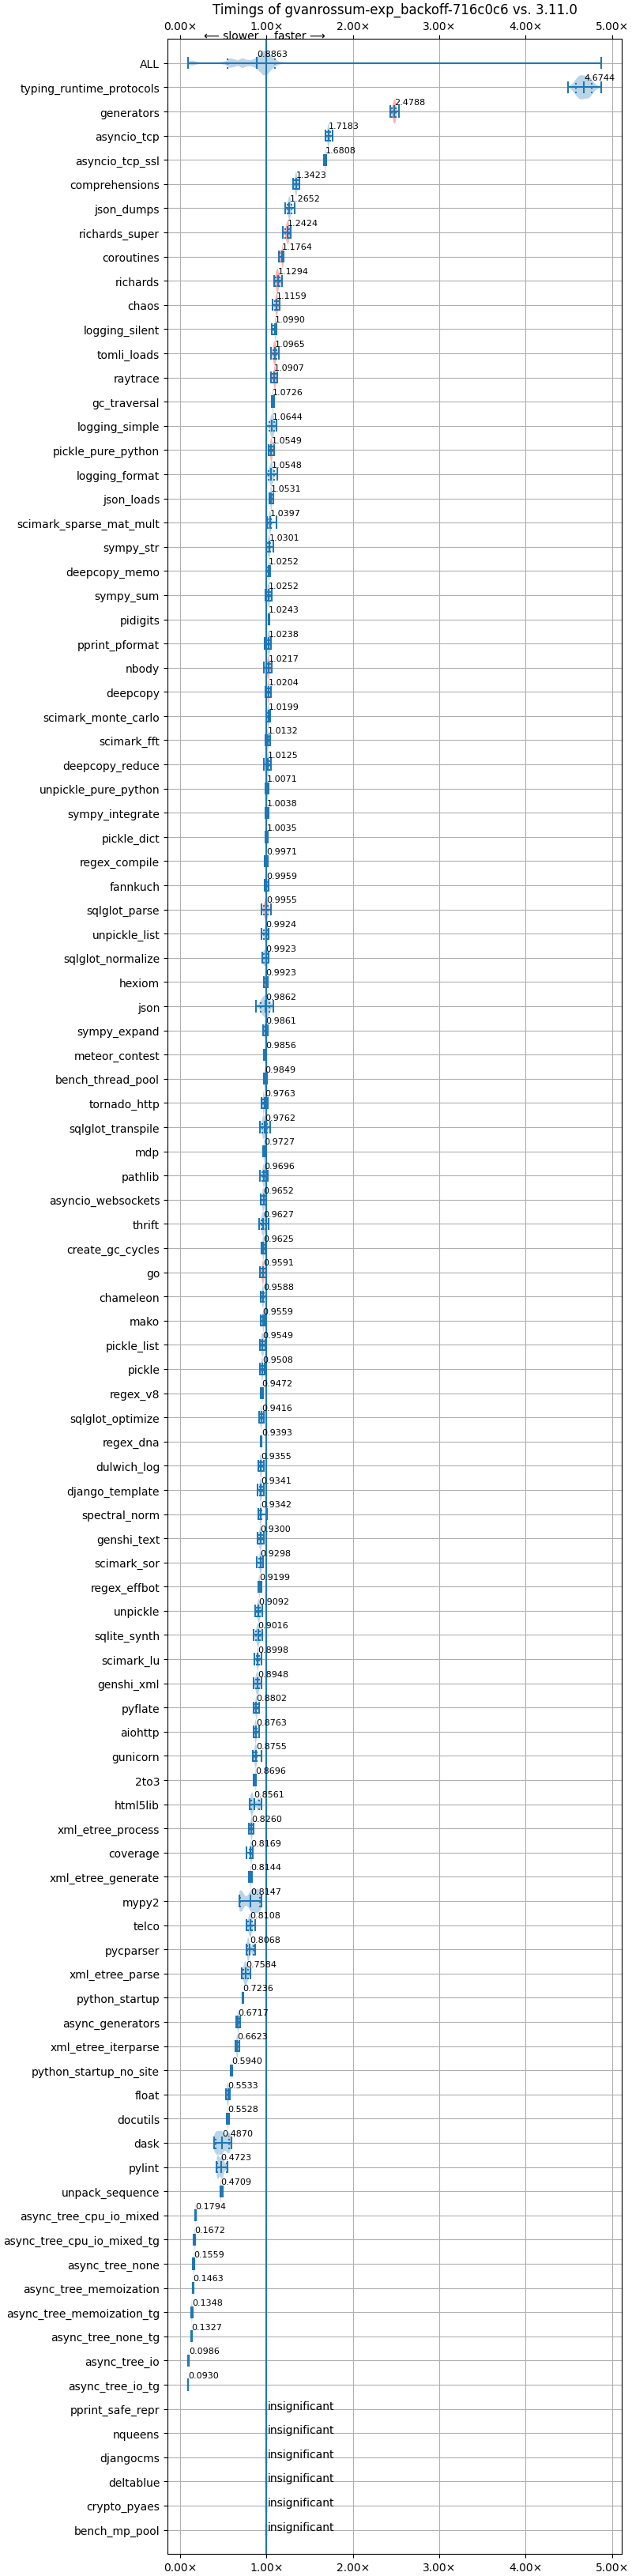 Timings of gvanrossum-exp_backoff-716c0c6 vs. 3.11.0
0.00× 1.00× 2.00× 3.00× 4.00× 5.00×
← slower faster →
ALL 0.8863
typing_runtime_protocols 4.6744
generators 2.4788
asyncio_tcp 1.7183
asyncio_tcp_ssl 1.6808
comprehensions 1.3423
json_dumps 1.2652
richards_super 1.2424
coroutines 1.1764
richards 1.1294
chaos 1.1159
logging_silent 1.0990
tomli_loads 1.0965
raytrace 1.0907
gc_traversal 1.0726
logging_simple 1.0644
pickle_pure_python 1.0549
logging_format 1.0548
json_loads 1.0531
scimark_sparse_mat_mult 1.0397
sympy_str 1.0301
deepcopy_memo 1.0252
sympy_sum 1.0252
pidigits 1.0243
pprint_pformat 1.0238
nbody 1.0217
deepcopy 1.0204
scimark_monte_carlo 1.0199
scimark_fft 1.0132
deepcopy_reduce 1.0125
unpickle_pure_python 1.0071
sympy_integrate 1.0038
pickle_dict 1.0035
regex_compile 0.9971
fannkuch 0.9959
sqlglot_parse 0.9955
unpickle_list 0.9924
sqlglot_normalize 0.9923
hexiom 0.9923
json 0.9862
sympy_expand 0.9861
meteor_contest 0.9856
bench_thread_pool 0.9849
tornado_http 0.9763
sqlglot_transpile 0.9762
mdp 0.9727
pathlib 0.9696
asyncio_websockets 0.9652
thrift 0.9627
create_gc_cycles 0.9625
go 0.9591
chameleon 0.9588
mako 0.9559
pickle_list 0.9549
pickle 0.9508
regex_v8 0.9472
sqlglot_optimize 0.9416
regex_dna 0.9393
dulwich_log 0.9355
django_template 0.9341
spectral_norm 0.9342
genshi_text 0.9300
scimark_sor 0.9298
regex_effbot 0.9199
unpickle 0.9092
sqlite_synth 0.9016
scimark_lu 0.8998
genshi_xml 0.8948
pyflate 0.8802
aiohttp 0.8763
gunicorn 0.8755
2to3 0.8696
html5lib 0.8561
xml_etree_process 0.8260
coverage 0.8169
xml_etree_generate 0.8144
mypy2 0.8147
telco 0.8108
pycparser 0.8068
xml_etree_parse 0.7584
python_startup 0.7236
async_generators 0.6717
xml_etree_iterparse 0.6623
python_startup_no_site 0.5940
float 0.5533
docutils 0.5528
dask 0.4870
pylint 0.4723
unpack_sequence 0.4709
async_tree_cpu_io_mixed 0.1794
async_tree_cpu_io_mixed_tg 0.1672
async_tree_none 0.1559
async_tree_memoization 0.1463
async_tree_memoization_tg 0.1348
async_tree_none_tg 0.1327
async_tree_io 0.0986
async_tree_io_tg 0.0930
pprint_safe_repr insignificant
nqueens insignificant
djangocms insignificant
deltablue insignificant
crypto_pyaes insignificant
bench_mp_pool insignificant
0.00× 1.00× 2.00× 3.00× 4.00× 5.00×